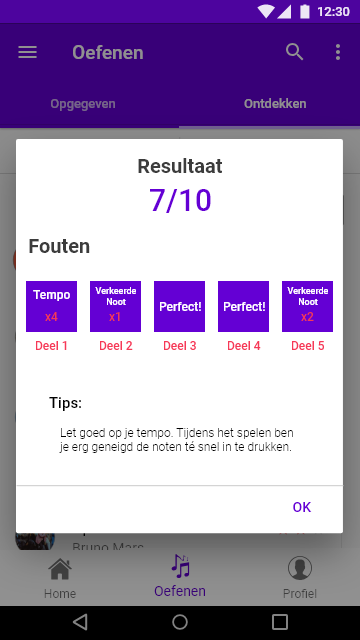 12:30
Oefenen
Opgegeven Ontdekken
Resultaat
7/10
Fouten
Tempo
x4
Verkeerde
Noot
x1
Perfect!
Perfect!
Verkeerde
Noot
x2
Deel 1 Deel 2 Deel 3 Deel 4 Deel 5
Tips:
Let goed op je tempo. Tijdens het spelen ben
je erg geneigd de noten té snel in te drukken.
OK
Bruno Mars
Home Oefenen Profiel